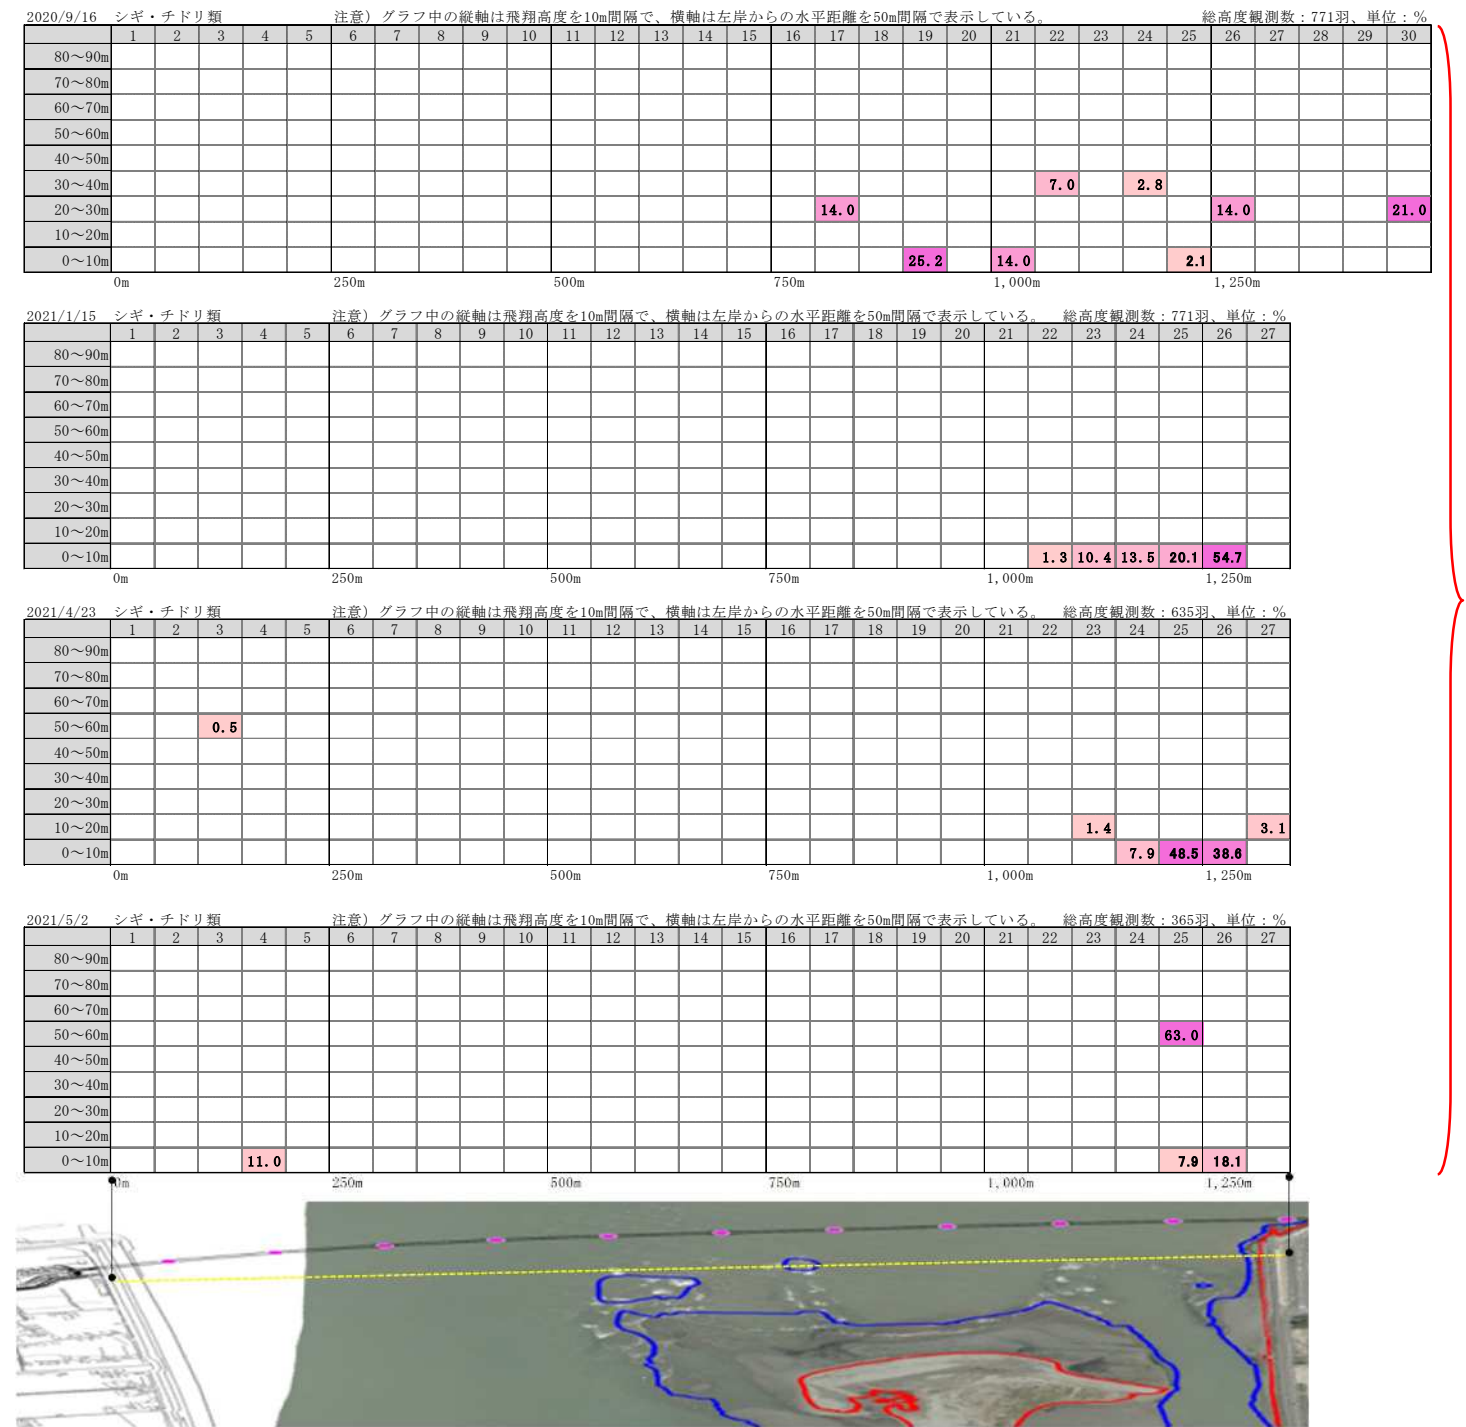 2020/9/16 シギ・チドリ類 注意）グラフ中の縦軸は飛翔高度を10m間隔で、横軸は左岸からの水平距離を50m間隔で表示している。 総高度観測数：771羽、単位：％
1 2 3 4 5 6 7 8 9 10 11 12 13 14 15 16 17 18 19 20 21 22 23 24 25 26 27 28 29 30
80～90m
70～80m
60～70m
50～60m
40～50m
30～40m 7.0 2.8
20～30m 14.0 14.0 21.0
10～20m
0～10m 25.2 14.0 2.1
0m 250m 500m 750m 1,000m 1,250m
2021/1/15 シギ・チドリ類 注意）グラフ中の縦軸は飛翔高度を10m間隔で、横軸は左岸からの水平距離を50m間隔で表示している。 総高度観測数：771羽、単位：％
1 2 3 4 5 6 7 8 9 10 11 12 13 14 15 16 17 18 19 20 21 22 23 24 25 26 27
80～90m
70～80m
60～70m
50～60m
40～50m
30～40m
20～30m
10～20m
0～10m 1.3 10.4 13.5 20.1 54.7
0m 250m 500m 750m 1,000m 1,250m
2021/4/23 シギ・チドリ類 注意）グラフ中の縦軸は飛翔高度を10m間隔で、横軸は左岸からの水平距離を50m間隔で表示している。 総高度観測数：635羽、単位：％
1 2 3 4 5 6 7 8 9 10 11 12 13 14 15 16 17 18 19 20 21 22 23 24 25 26 27
80～90m
70～80m
60～70m
50～60m 0.5
40～50m
30～40m
20～30m
10～20m 1.4 3.1
0～10m 7.9 48.5 38.6
0m 250m 500m 750m 1,000m 1,250m
2021/5/2 シギ・チドリ類 注意）グラフ中の縦軸は飛翔高度を10m間隔で、横軸は左岸からの水平距離を50m間隔で表示している。 総高度観測数：365羽、単位：％
1 2 3 4 5 6 7 8 9 10 11 12 13 14 15 16 17 18 19 20 21 22 23 24 25 26 27
80～90m
70～80m
60～70m
50～60m 63.0
40～50m
30～40m
20～30m
10～20m
0～10m 11.0 7.9 18.1
0m 250m 500m 750m 1,000m 1,250m